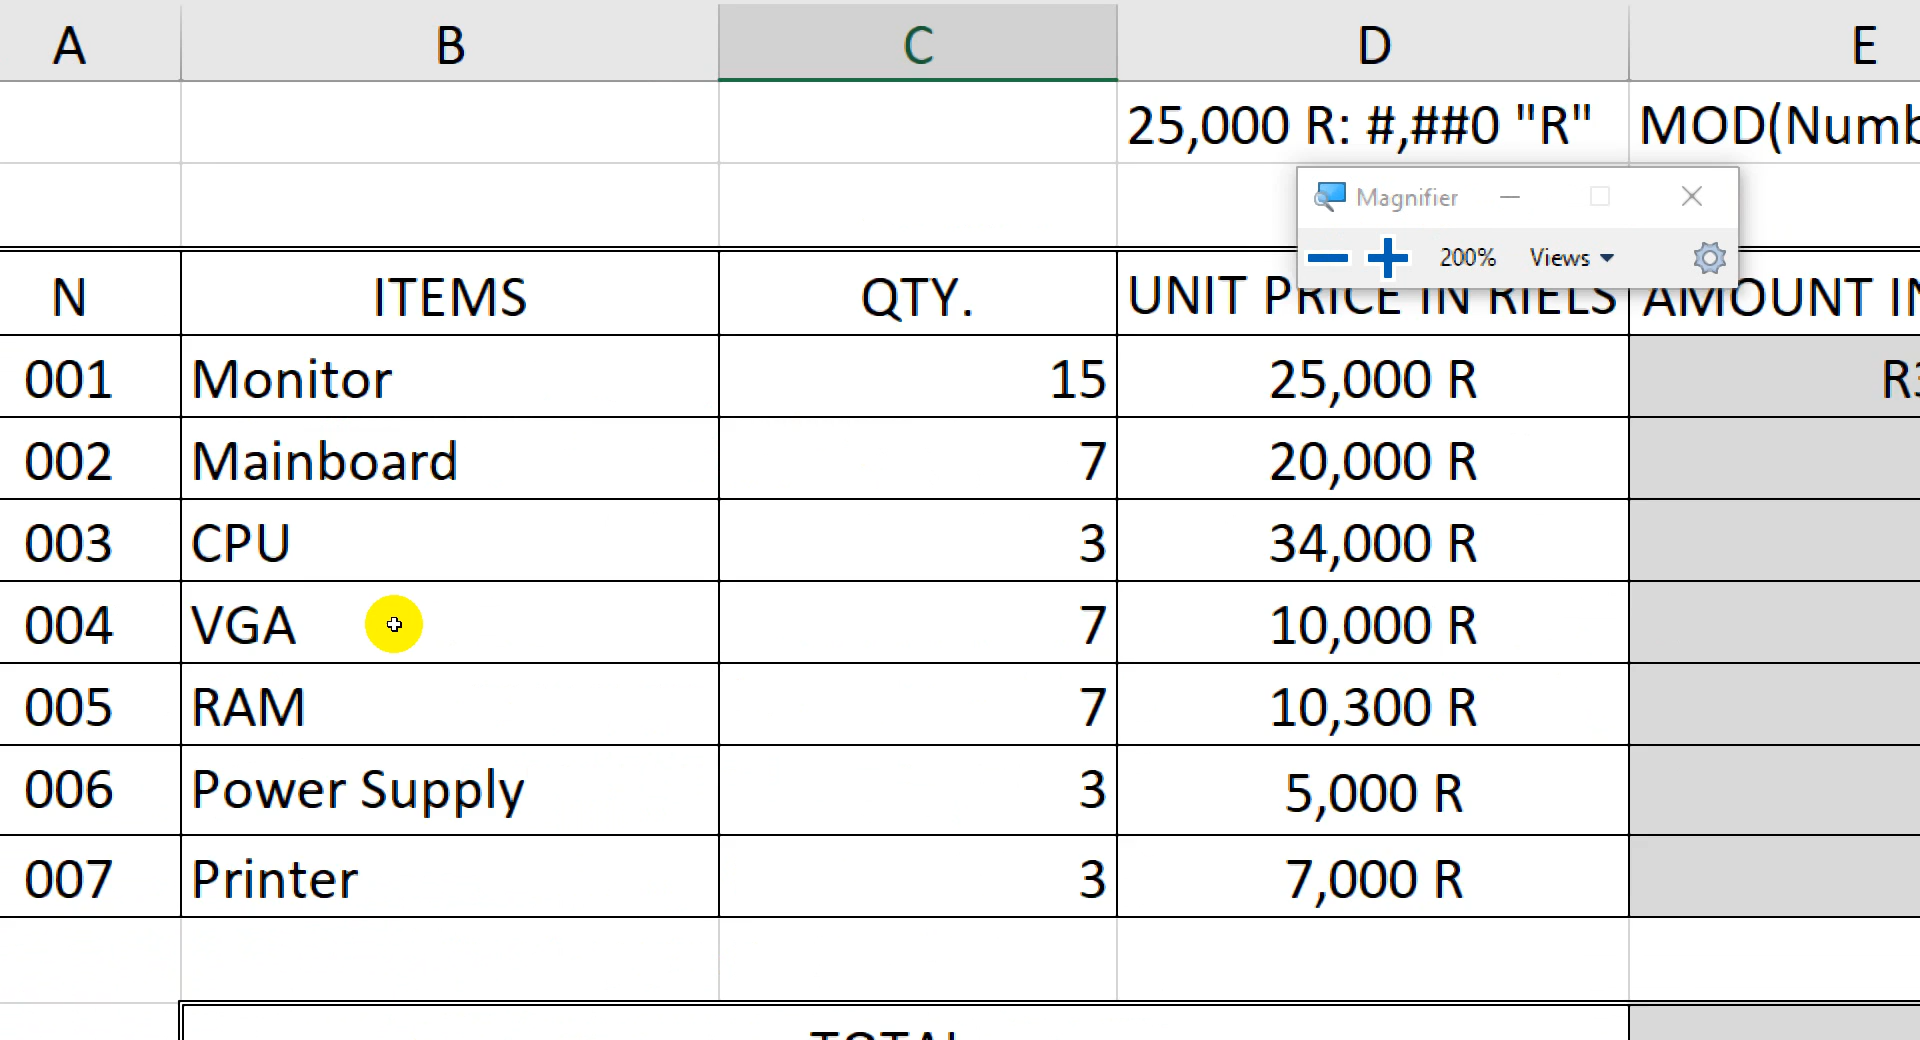 A B C D E
25,000 R: #,##0 "R" MOD(Numb
Magnifier
200% Views
N ITEMS QTY. UNIT PRICE IN RIELS AMOUNT IN
001 Monitor 15 25,000 R R3
002 Mainboard 7 20,000 R
003 CPU 3 34,000 R
004 VGA 7 10,000 R
005 RAM 7 10,300 R
006 Power Supply 3 5,000 R
007 Printer 3 7,000 R
TOTAL